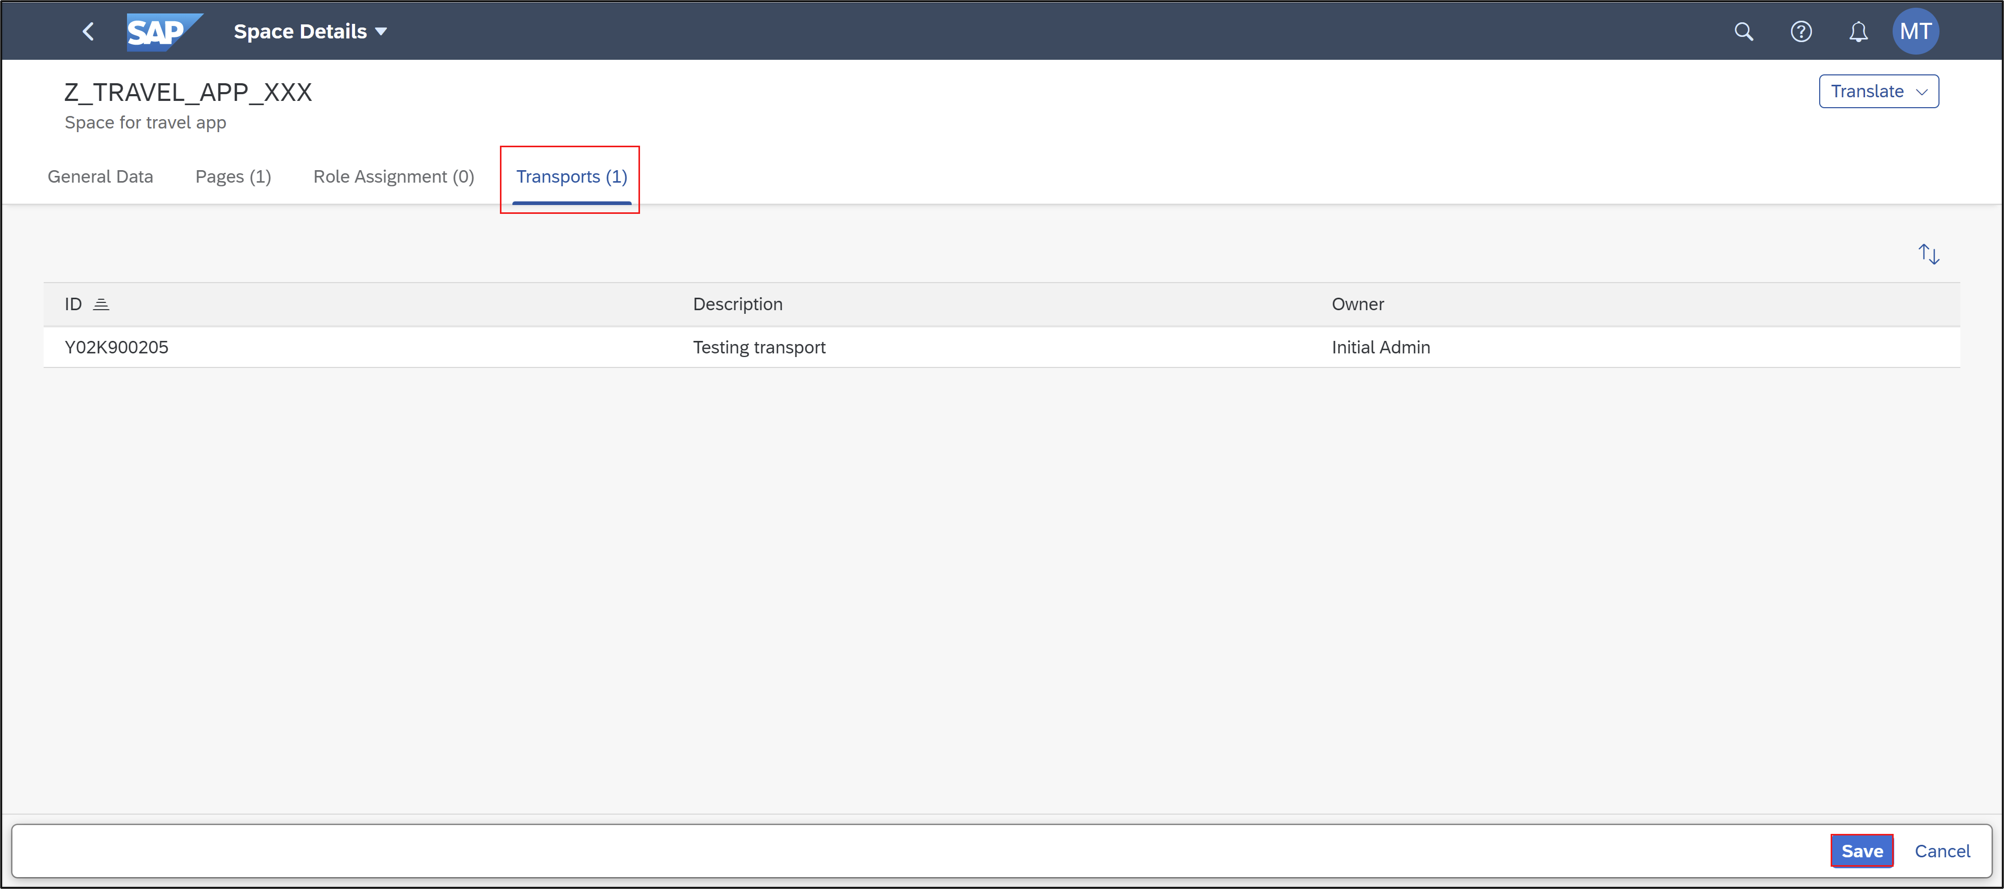 SAP Space Details MT
Z_TRAVEL_APP_XXX Translate
Space for travel app
General Data Pages (1) Role Assignment (0) Transports (1)
ID Description Owner
Y02K900205 Testing transport Initial Admin
Save Cancel